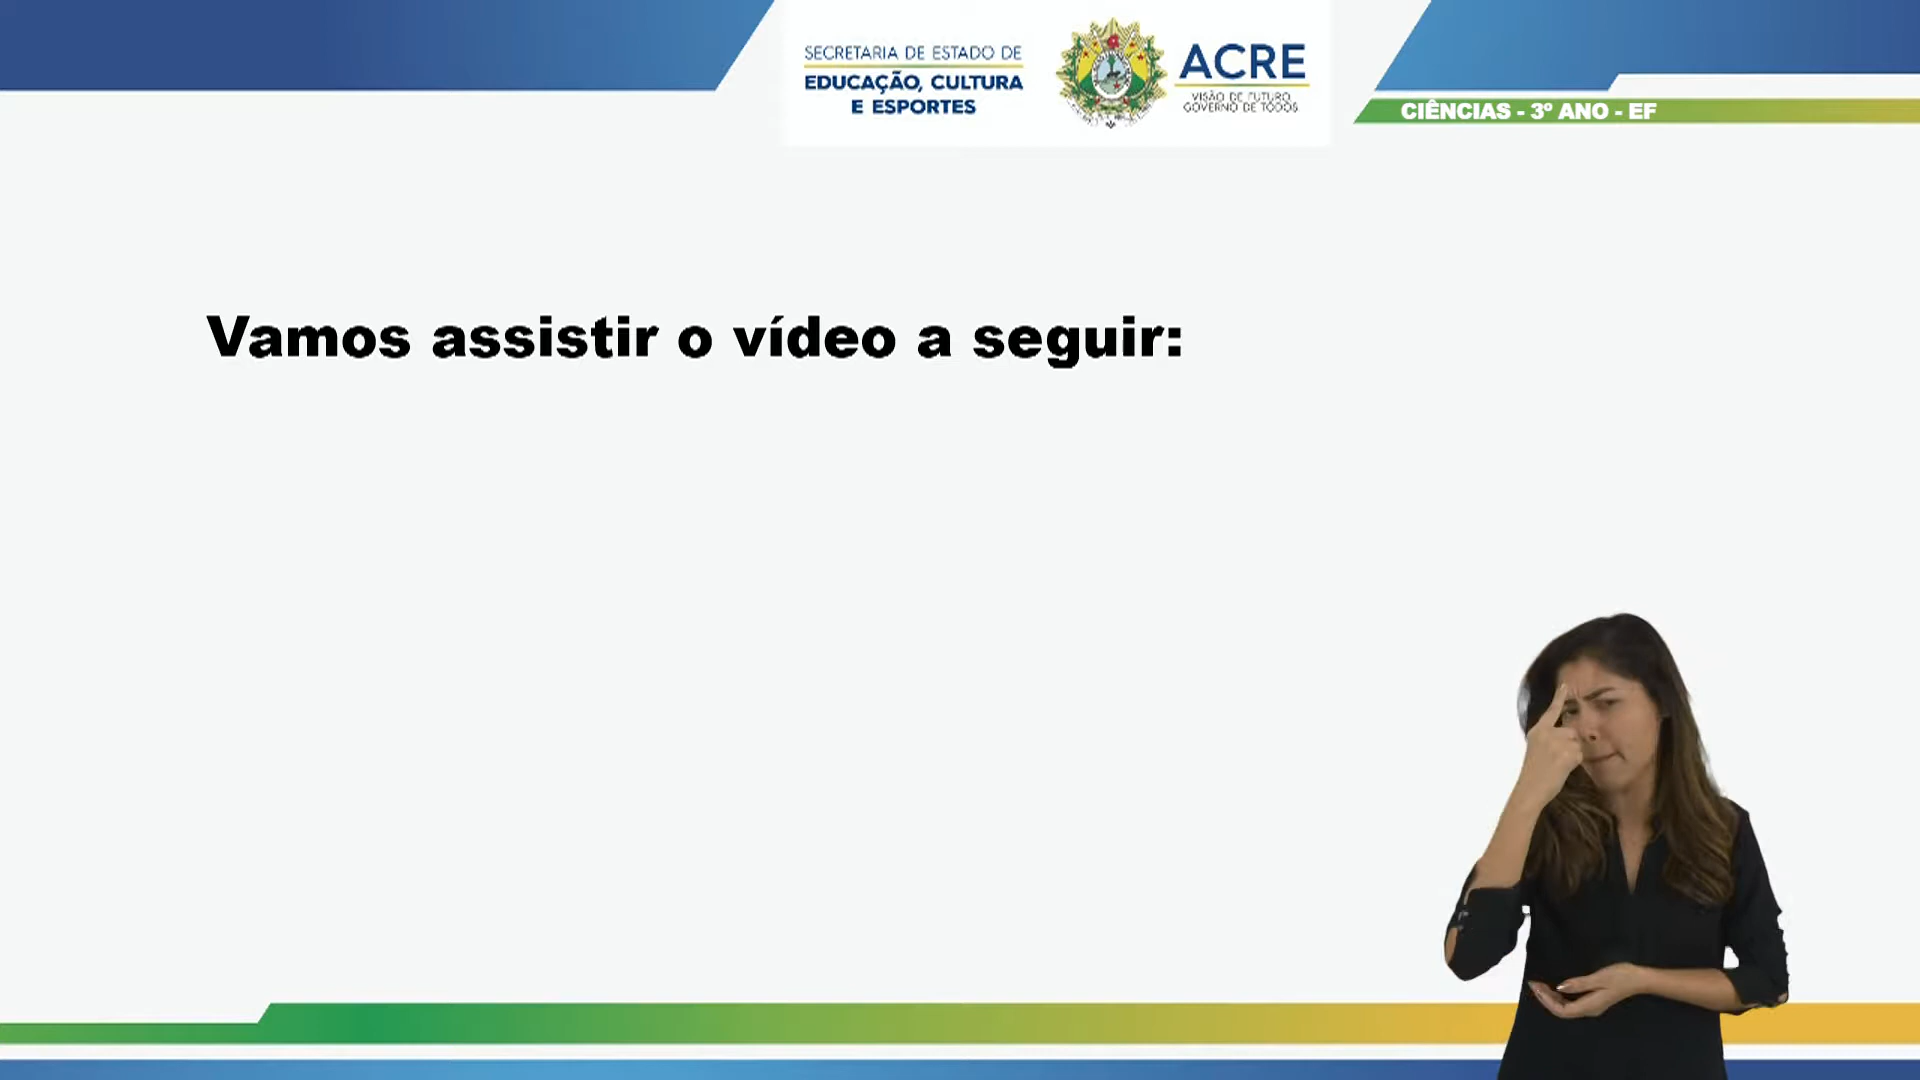 SECRETARIA DE ESTADO DE
EDUCAÇÃO, CULTURA
E ESPORTES
ACRE
VISÃO DE FUTURO
GOVERNO DE TODOS
CIÊNCIAS - 3º ANO - EF
Vamos assistir o vídeo a seguir: